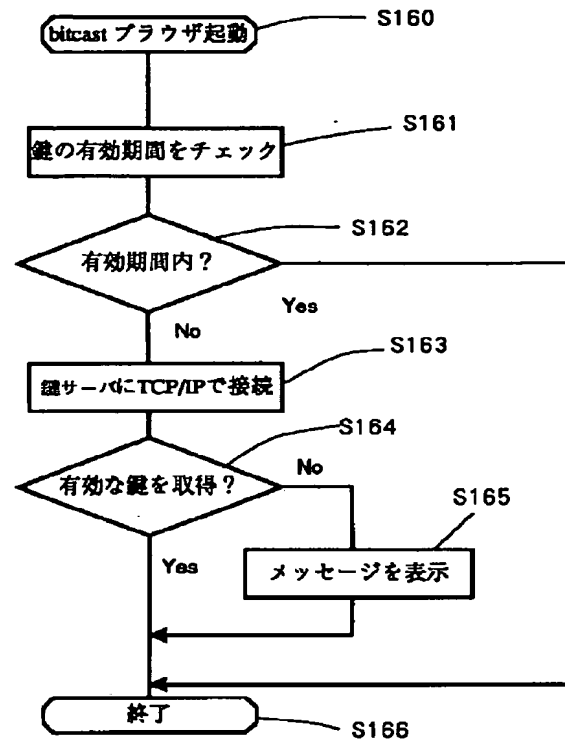 bitcast ブラウザ起動
S160
鍵の有効期間をチェック
S161
有効期間内？
S162
Yes
No
鍵サーバにTCP/IPで接続
S163
有効な鍵を取得？
S164
No
Yes
メッセージを表示
S165
終了
S166